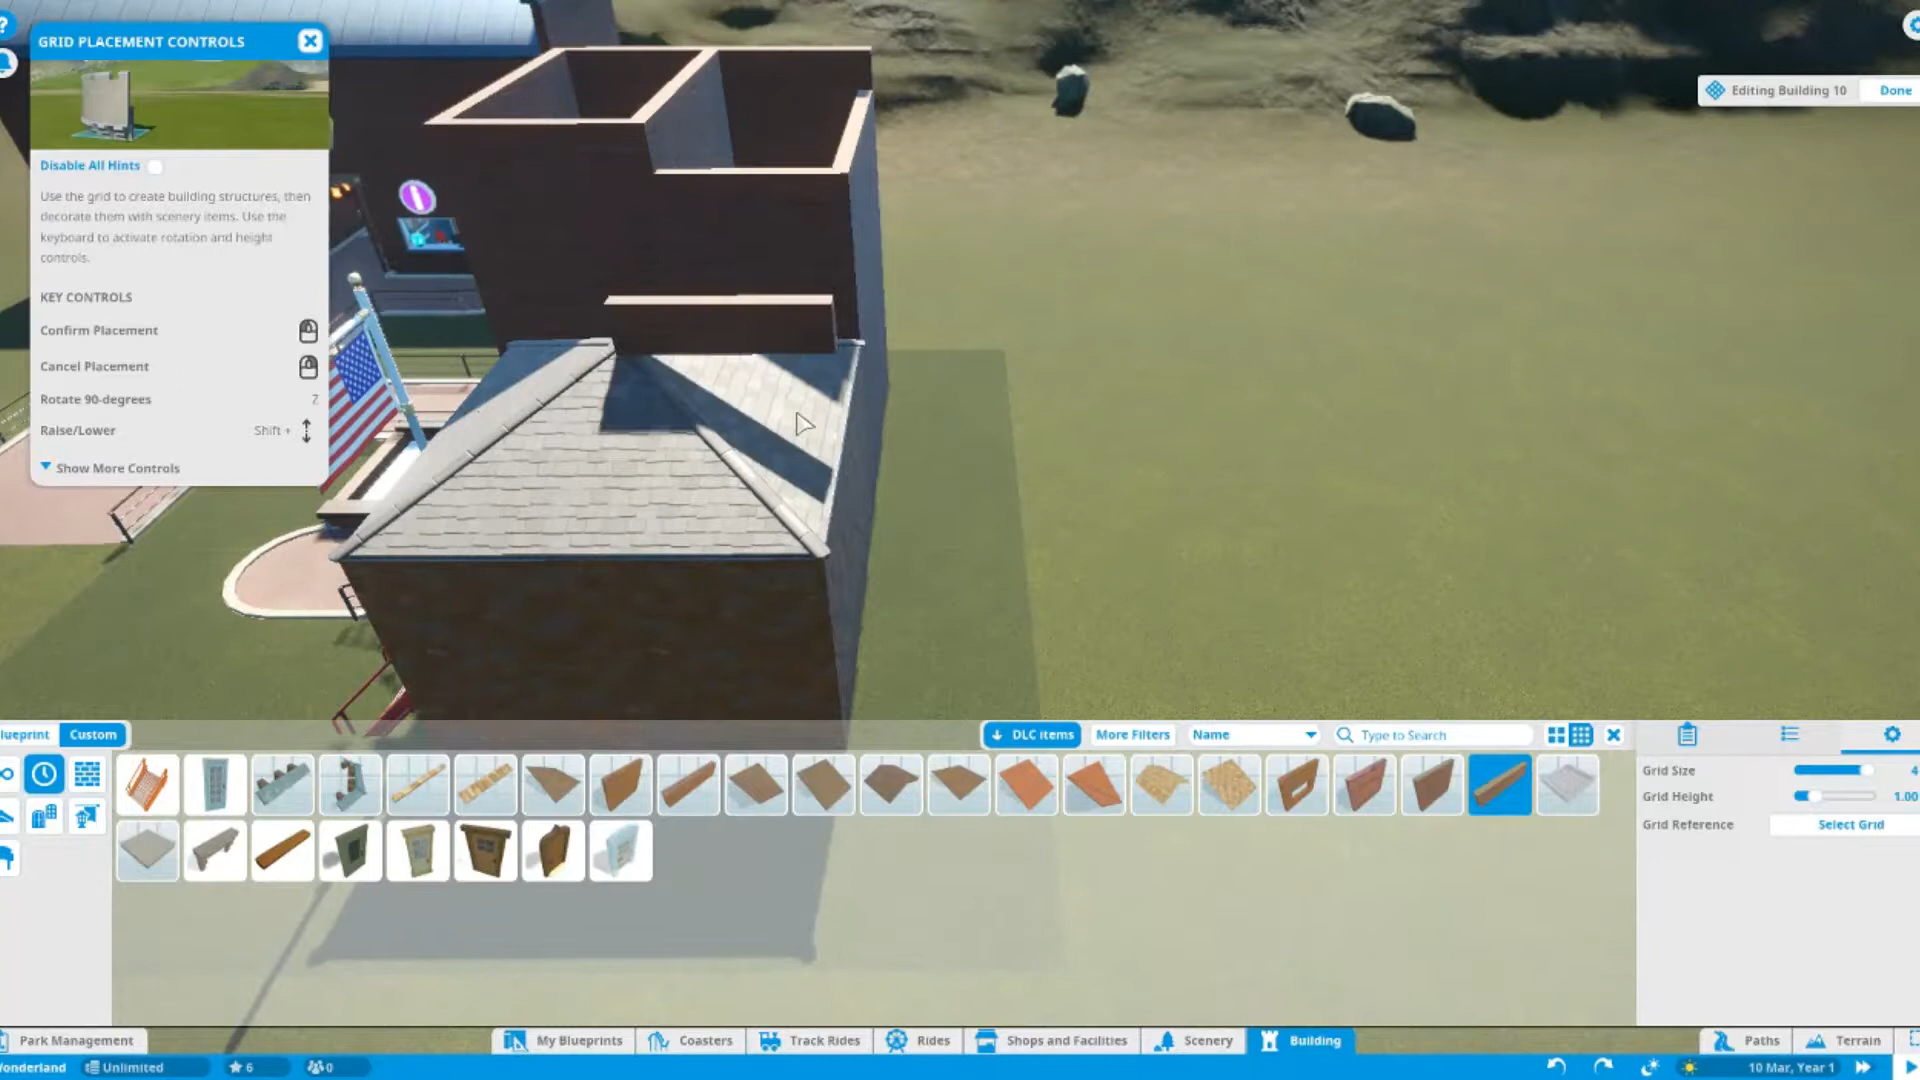 ?
GRID PLACEMENT CONTROLS
Disable All Hints
Use the grid to create building structures, then
decorate them with scenery items. Use the
keyboard to activate rotation and height
controls.
KEY CONTROLS
Confirm Placement
Cancel Placement
Rotate 90-degrees Z
Raise/Lower Shift +
Show More Controls
Editing Building 10 Done
lueprint Custom
DLC items More Filters Name Type to Search
Grid Size 4
Grid Height 1.00
Grid Reference Select Grid
Park Management My Blueprints Coasters Track Rides Rides Shops and Facilities Scenery Building Paths Terrain
onderland Unlimited 6 0 10 Mar, Year 1